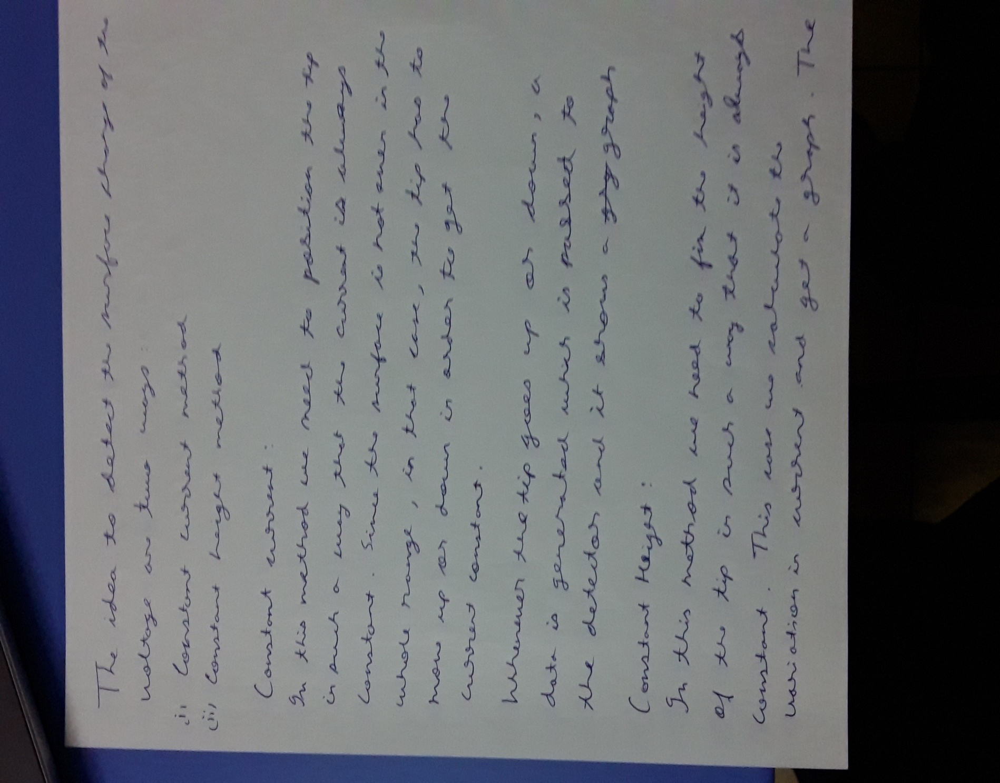 The idea to detect the surface charge of the
voltage are two ways :
(i) Constant current method
(ii) Constant height method
Constant current :
In this method we need to position the tip
in such a way that the current is always
constant. Since the surface is not over in the
whole range, in that case, the tip has to
move up or down in order to get the
current constant.
Whenever the tip goes up or down, a
data is generated which is parsed to
the detector and it shows a graph
Constant Height :
In this method we need to fix the height
of the tip in such a way that it is always
constant. This case we calculate the
variation in current and get a graph. The